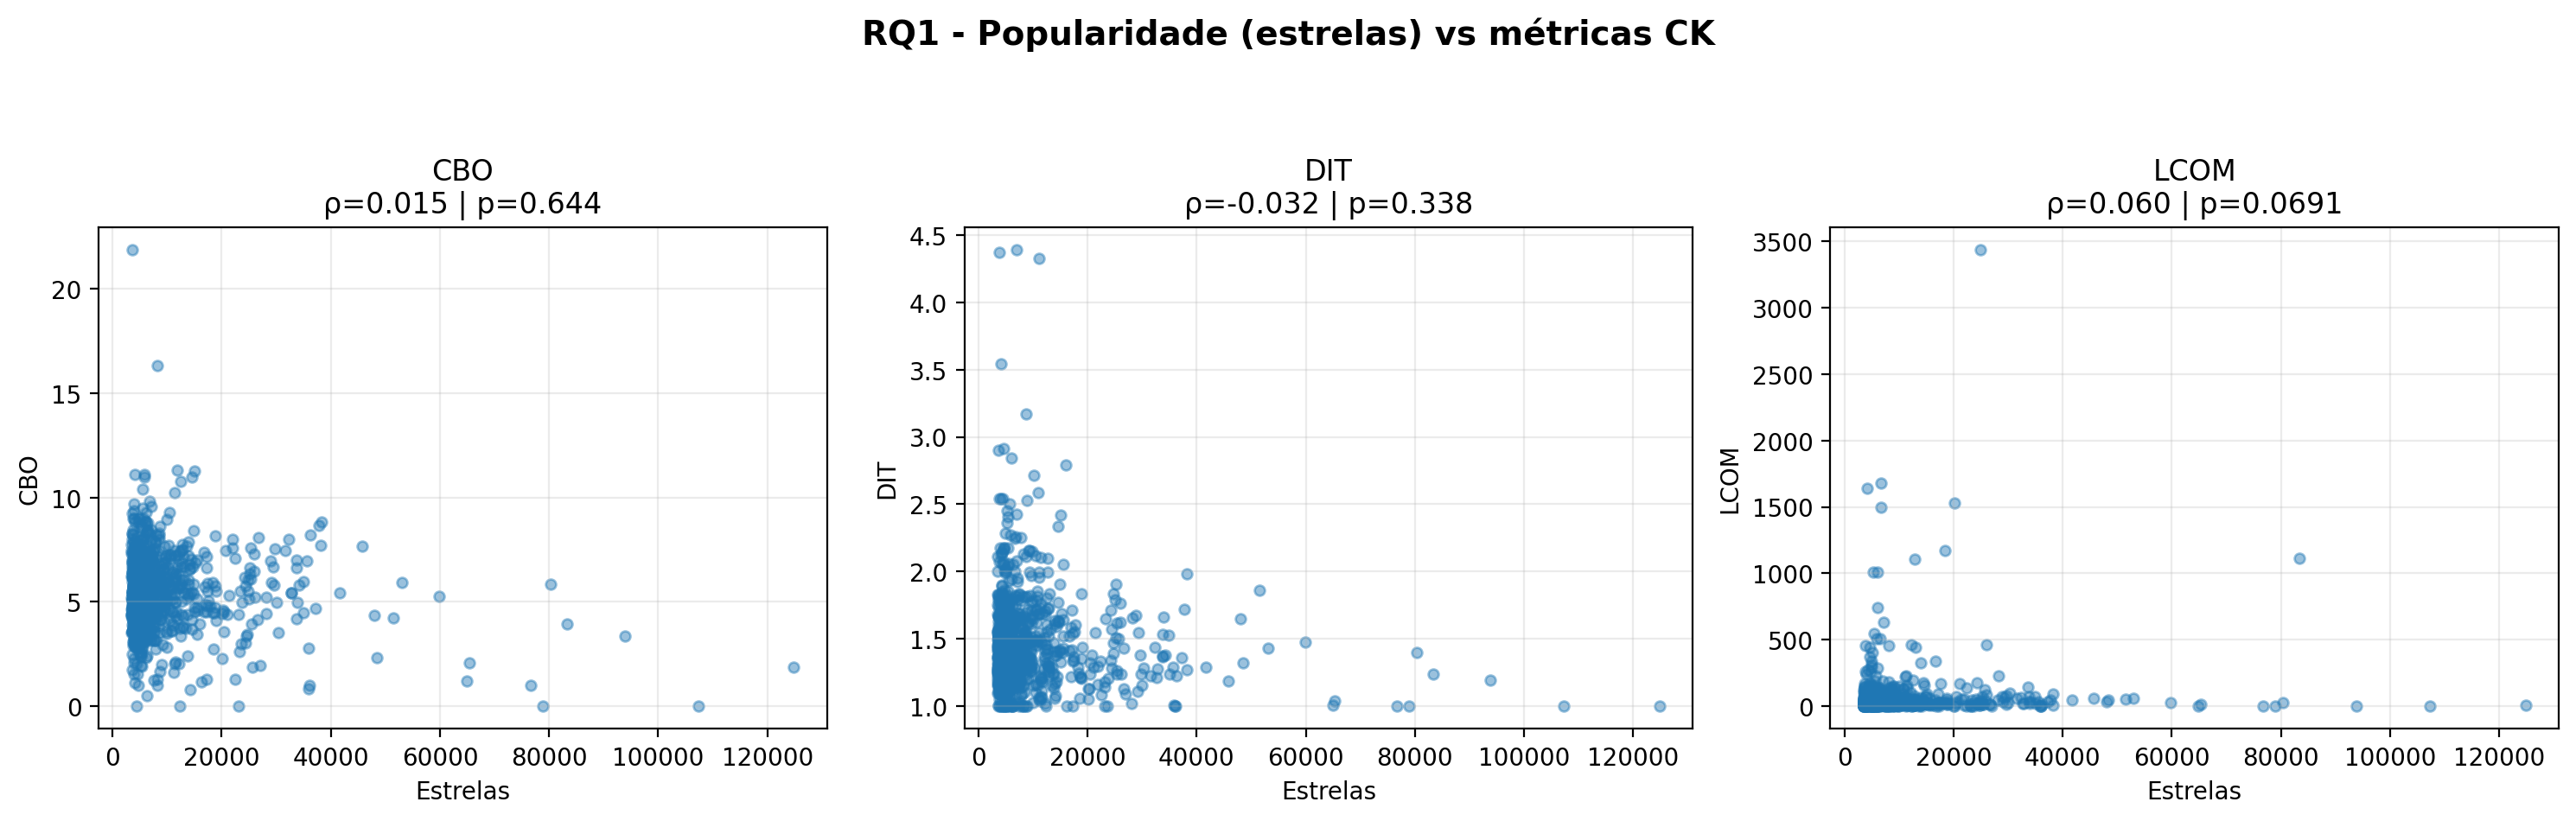 RQ1 - Popularidade (estrelas) vs métricas CK
CBO
ρ=0.015 | p=0.644
CBO
20
15
10
5
0
0 20000 40000 60000 80000 100000 120000
Estrelas
DIT
ρ=-0.032 | p=0.338
DIT
4.5
4.0
3.5
3.0
2.5
2.0
1.5
1.0
0 20000 40000 60000 80000 100000 120000
Estrelas
LCOM
ρ=0.060 | p=0.0691
LCOM
3500
3000
2500
2000
1500
1000
500
0
0 20000 40000 60000 80000 100000 120000
Estrelas